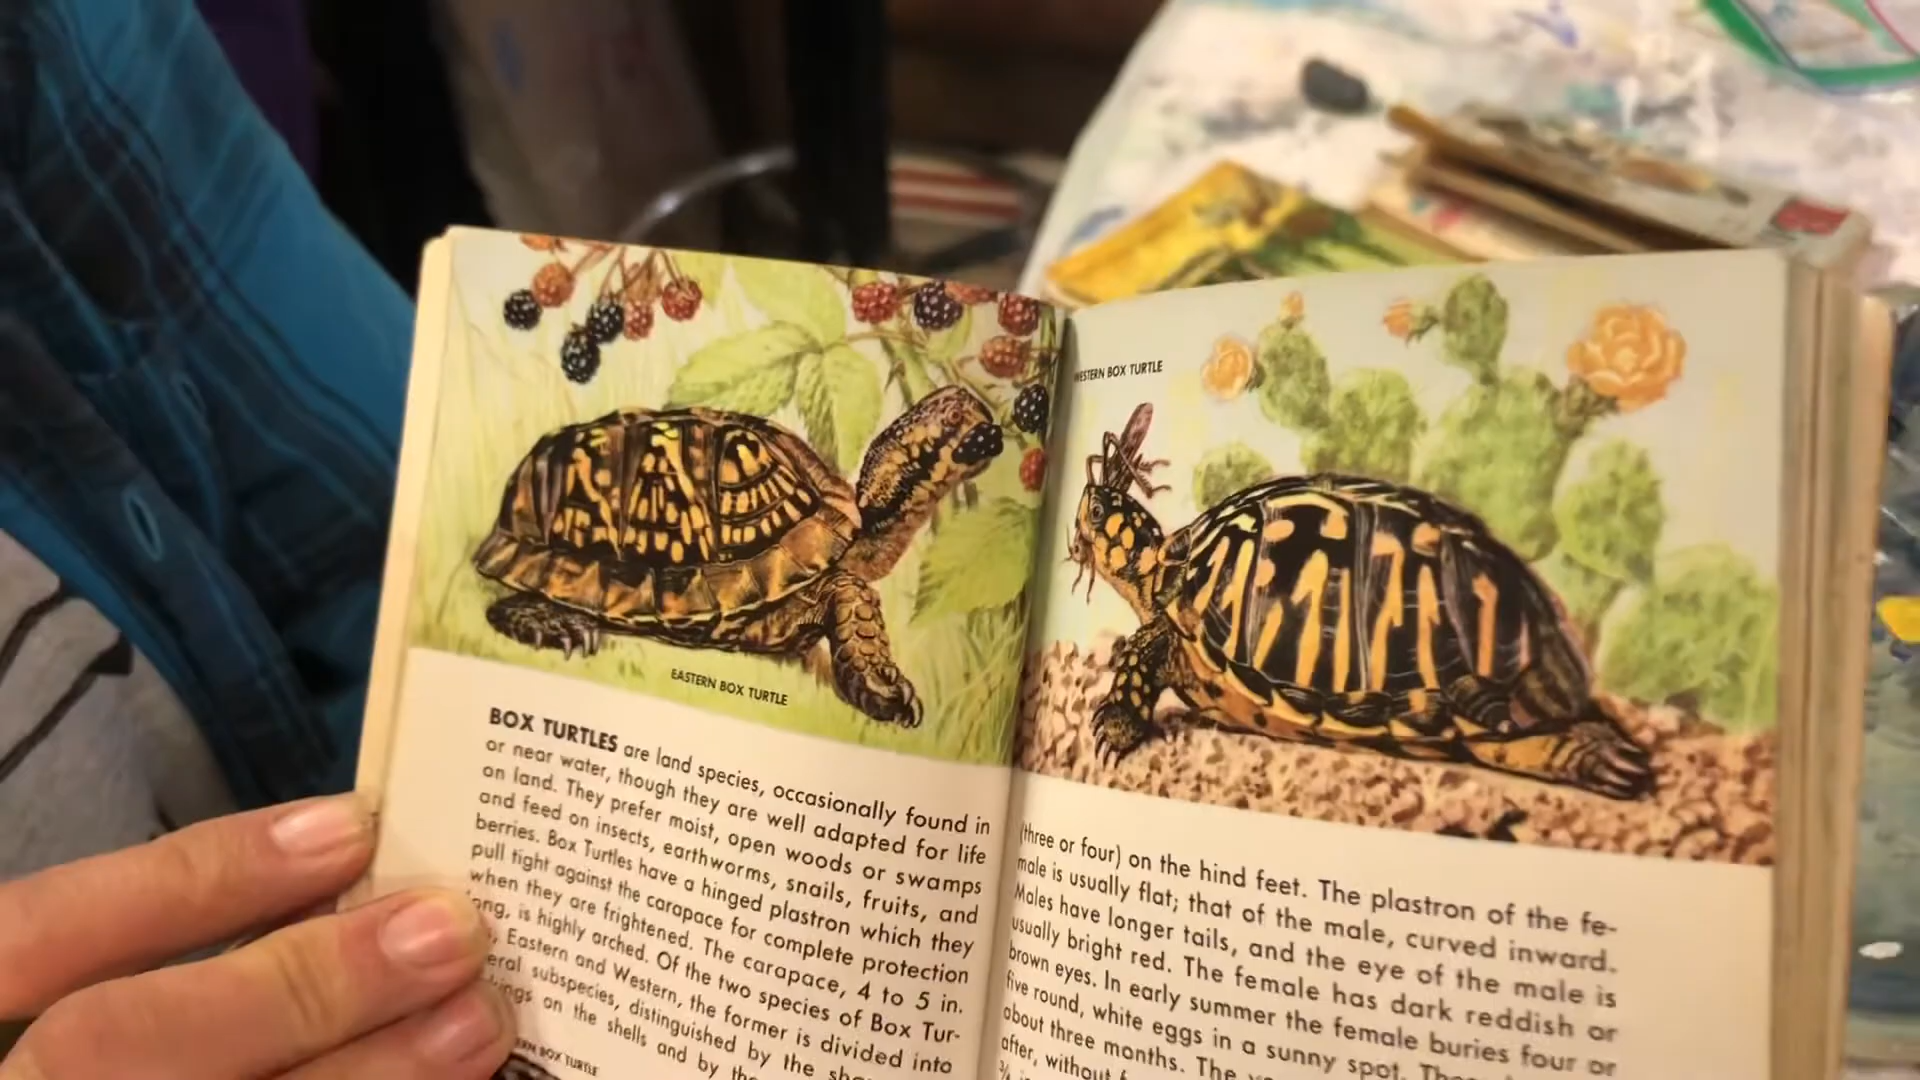 EASTERN BOX TURTLE
BOX TURTLES are land species, occasionally found in
or near water, though they are well adapted for life
on land. They prefer moist, open woods or swamps
and feed on insects, earthworms, snails, fruits, and
berries. Box Turtles have a hinged plastron which they
pull tight against the carapace for complete protection
when they are frightened. The carapace, 4 to 5 in.
long, is highly arched. Of the two species of Box Tur-
Eastern and Western, the former is divided into
subspecies, distinguished by the
on the shells and by the
BOX TURTLE
WESTERN BOX TURTLE
(three or four) on the hind feet. The plastron of the fe-
male is usually flat; that of the male, curved inward.
Males have longer tails, and the eye of the male is
usually bright red. The female has dark reddish or
brown eyes. In early summer the female buries four or
five round, white eggs in a sunny spot.
about three months. The
after, without